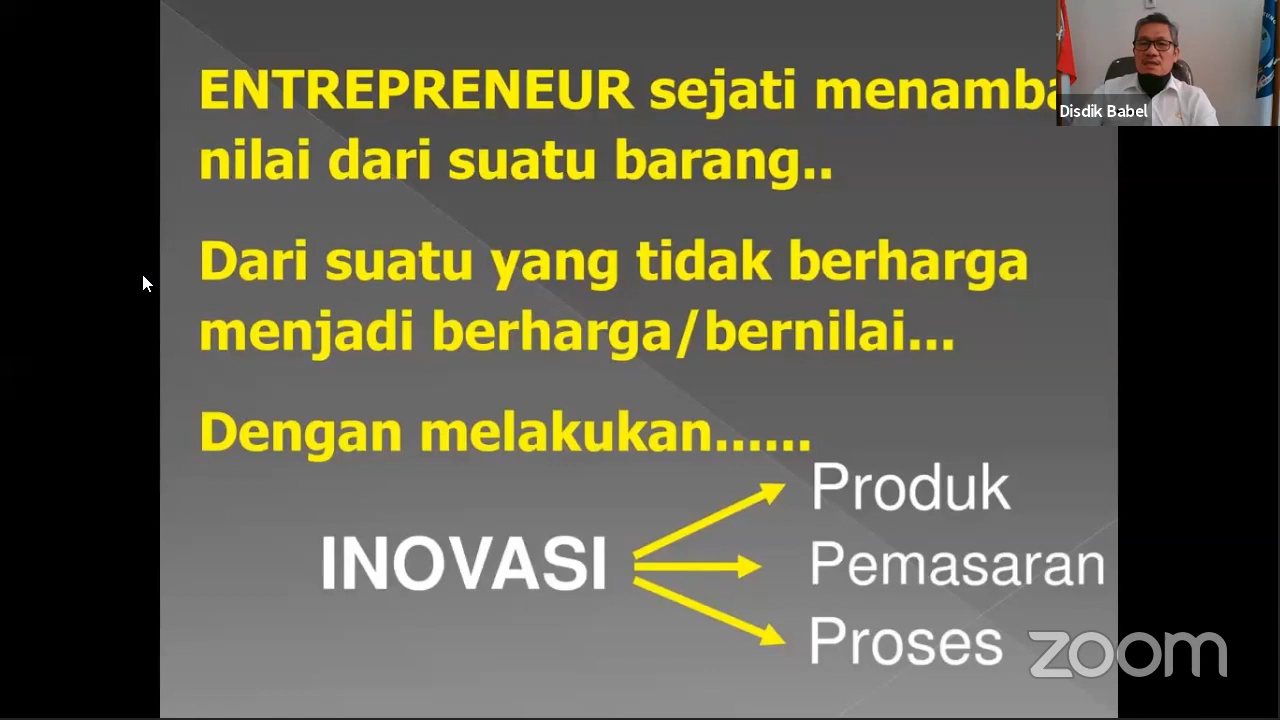 ENTREPRENEUR sejati menamba
nilai dari suatu barang..
Dari suatu yang tidak berharga
menjadi berharga/bernilai...
Dengan melakukan......
INOVASI
Produk
Pemasaran
Proses
Disdik Babel
zoom